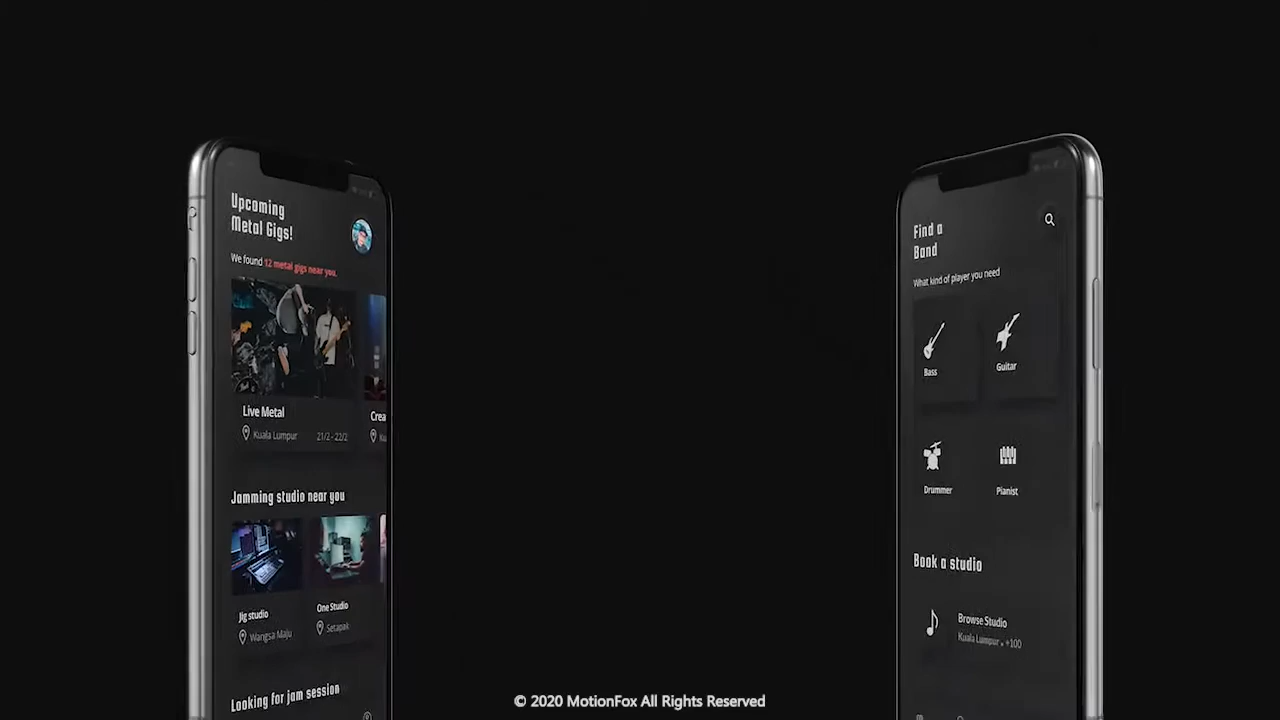 Upcoming
Metal Gigs!
We found 12 metal gigs near you.
Live Metal
Kuala Lumpur 21/2 - 22/2
Crea
Ku
Jamming studio near you
Jig studio
Wangsa Maju
One Studio
Setapak
Looking for jam session
Find a
Band
What kind of player you need
Bass
Guitar
Drummer
Pianist
Book a studio
Browse Studio
Kuala Lumpur • +100
© 2020 MotionFox All Rights Reserved